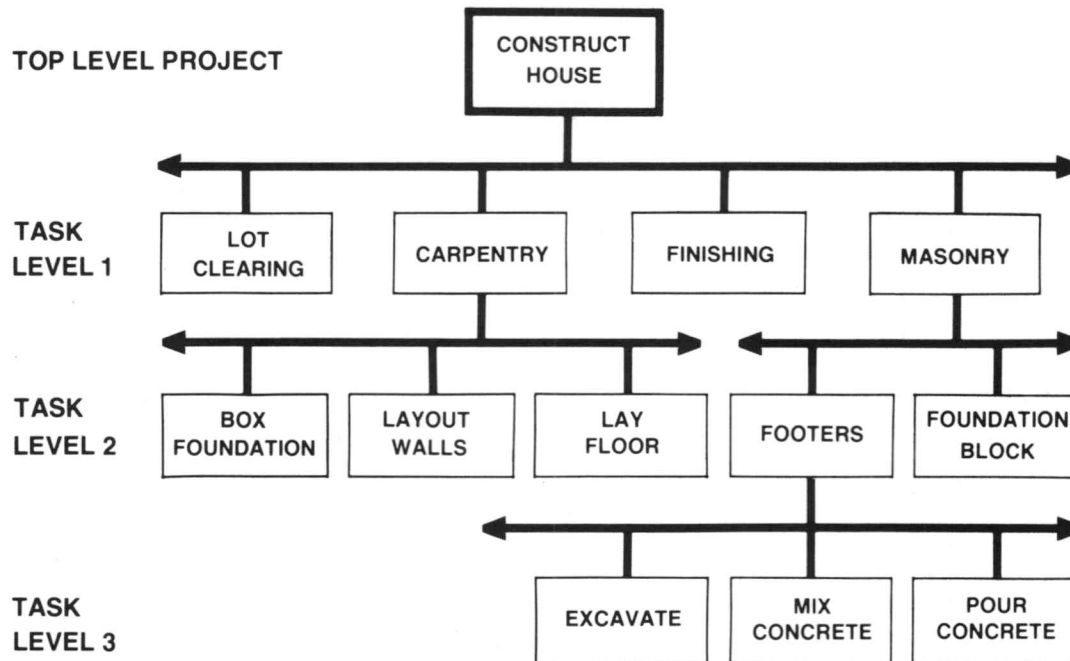 TOP LEVEL PROJECT
CONSTRUCT
HOUSE
TASK
LEVEL 1
LOT
CLEARING
CARPENTRY
FINISHING
MASONRY
TASK
LEVEL 2
BOX
FOUNDATION
LAYOUT
WALLS
LAY
FLOOR
FOOTERS
FOUNDATION
BLOCK
TASK
LEVEL 3
EXCAVATE
MIX
CONCRETE
POUR
CONCRETE